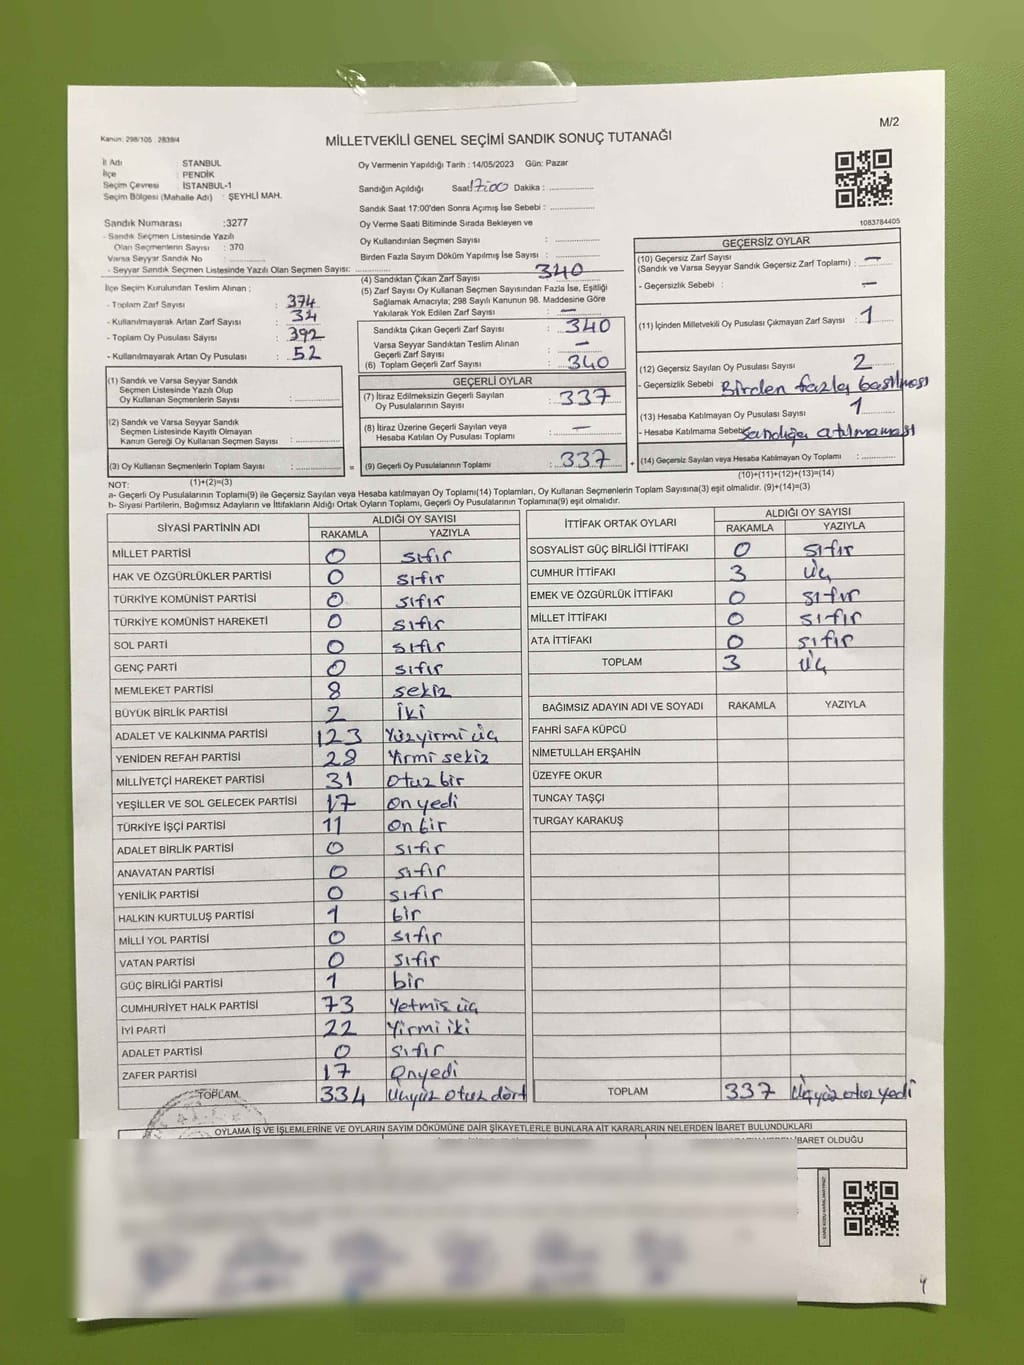 M/2
Kanun: 298/105 2839/4
MİLLETVEKİLİ GENEL SEÇİMİ SANDIK SONUÇ TUTANAĞI
İl Adı : STANBUL
İlçe : PENDİK
Seçim Çevresi : İSTANBUL-1
Seçim Bölgesi (Mahalle Adı) : ŞEYHLİ MAH.
Oy Vermenin Yapıldığı Tarih : 14/05/2023 Gün: Pazar
Sandığın Açıldığı Saat 17:00 Dakika :
Sandık Saat 17:00'den Sonra Açımış İse Sebebi :
1083784405
Sandık Numarası :3277
- Sandık Seçmen Listesinde Yazılı
Olan Seçmenlerin Sayısı : 370
Varsa Seyyar Sandık No :
- Seyyar Sandık Seçmen Listesinde Yazılı Olan Seçmen Sayısı:
Oy Verme Saati Bitiminde Sırada Bekleyen ve
Oy Kullandırılan Seçmen Sayısı :
Birden Fazla Sayım Döküm Yapılmış İse Sayısı :
İlçe Seçim Kurulundan Teslim Alınan ;
- Toplam Zarf Sayısı : 374
- Kullanılmayarak Artan Zarf Sayısı : 34
- Toplam Oy Pusulası Sayısı : 392
- Kullanılmayarak Artan Oy Pusulası : 52
(4) Sandıktan Çıkan Zarf Sayısı 340
(5) Zarf Sayısı Oy Kullanan Seçmen Sayısından Fazla İse, Eşitliği
Sağlamak Amacıyla; 298 Sayılı Kanunun 98. Maddesine Göre
Yakılarak Yok Edilen Zarf Sayısı : —
Sandıkta Çıkan Geçerli Zarf Sayısı : 340
Varsa Seyyar Sandıktan Teslim Alınan
Geçerli Zarf Sayısı : —
(6) Toplam Geçerli Zarf Sayısı : 340
GEÇERSİZ OYLAR
(10) Geçersiz Zarf Sayısı
(Sandık ve Varsa Seyyar Sandık Geçersiz Zarf Toplamı) : —
- Geçersizlik Sebebi : —
(11) İçinden Milletvekili Oy Pusulası Çıkmayan Zarf Sayısı : 1
(12) Geçersiz Sayılan Oy Pusulası Sayısı : 2
- Geçersizlik Sebebi Birden fazla basılması
(13) Hesaba Katılmayan Oy Pusulası Sayısı : 1
- Hesaba Katılmama Sebebi Sandığa atılmaması
(14) Geçersiz Sayılan veya Hesaba Katılmayan Oy Toplamı :
(10)+(11)+(12)+(13)=(14)
(1) Sandık ve Varsa Seyyar Sandık
Seçmen Listesinde Yazılı Olup
Oy Kullanan Seçmenlerin Sayısı :
(2) Sandık ve Varsa Seyyar Sandık
Seçmen Listesinde Kayıtlı Olmayan
Kanun Gereği Oy Kullanan Seçmen Sayısı :
(3) Oy Kullanan Seçmenlerin Toplam Sayısı : =
(1)+(2)=(3)
GEÇERLİ OYLAR
(7) İtiraz Edilmeksizin Geçerli Sayılan
Oy Pusulalarının Sayısı : 337
(8) İtiraz Üzerine Geçerli Sayılan veya
Hesaba Katılan Oy Pusulası Toplamı : —
(9) Geçerli Oy Pusulalarının Toplamı : 337 +
NOT:
a- Geçerli Oy Pusulalarının Toplamı(9) ile Geçersiz Sayılan veya Hesaba katılmayan Oy Toplamı(14) Toplamları, Oy Kullanan Seçmenlerin Toplam Sayısına(3) eşit olmalıdır. (9)+(14)=(3)
b- Siyasi Partilerin, Bağımsız Adayların ve İttifakların Aldığı Ortak Oyların Toplamı, Geçerli Oy Pusulalarının Toplamına(9) eşit olmalıdır.
SİYASİ PARTİNİN ADI ALDIĞI OY SAYISI
RAKAMLA YAZIYLA
MİLLET PARTİSİ 0 sıfır
HAK VE ÖZGÜRLÜKLER PARTİSİ 0 sıfır
TÜRKİYE KOMÜNİST PARTİSİ 0 sıfır
TÜRKİYE KOMÜNİST HAREKETİ 0 sıfır
SOL PARTİ 0 sıfır
GENÇ PARTİ 0 sıfır
MEMLEKET PARTİSİ 8 sekiz
BÜYÜK BİRLİK PARTİSİ 2 İki
ADALET VE KALKINMA PARTİSİ 123 Yüzyirmi üç
YENİDEN REFAH PARTİSİ 28 Yirmi sekiz
MİLLİYETÇİ HAREKET PARTİSİ 31 Otuz bir
YEŞİLLER VE SOL GELECEK PARTİSİ 17 On yedi
TÜRKİYE İŞÇİ PARTİSİ 11 On bir
ADALET BİRLİK PARTİSİ 0 sıfır
ANAVATAN PARTİSİ 0 sıfır
YENİLİK PARTİSİ 0 sıfır
HALKIN KURTULUŞ PARTİSİ 1 bir
MİLLİ YOL PARTİSİ 0 sıfır
VATAN PARTİSİ 0 sıfır
GÜÇ BİRLİĞİ PARTİSİ 1 bir
CUMHURİYET HALK PARTİSİ 73 Yetmiş üç
İYİ PARTİ 22 Yirmi iki
ADALET PARTİSİ 0 sıfır
ZAFER PARTİSİ 17 Onyedi
TOPLAM 334 Üçyüz otuz dört
İTTİFAK ORTAK OYLARI ALDIĞI OY SAYISI
RAKAMLA YAZIYLA
SOSYALİST GÜÇ BİRLİĞİ İTTİFAKI 0 sıfır
CUMHUR İTTİFAKI 3 üç
EMEK VE ÖZGÜRLÜK İTTİFAKI 0 sıfır
MİLLET İTTİFAKI 0 sıfır
ATA İTTİFAKI 0 sıfır
TOPLAM 3 üç
BAĞIMSIZ ADAYIN ADI VE SOYADI RAKAMLA YAZIYLA
FAHRİ SAFA KÜPCÜ
NİMETULLAH ERŞAHİN
ÜZEYFE OKUR
TUNCAY TAŞÇI
TURGAY KARAKUŞ
TOPLAM 337 Üçyüz otuz yedi
OYLAMA İŞ VE İŞLEMLERİNE VE OYLARIN SAYIM DÖKÜMÜNE DAİR ŞİKAYETLERLE BUNLARA AİT KARARLARIN NELERDEN İBARET BULUNDUKLARI
İBARET OLDUĞU